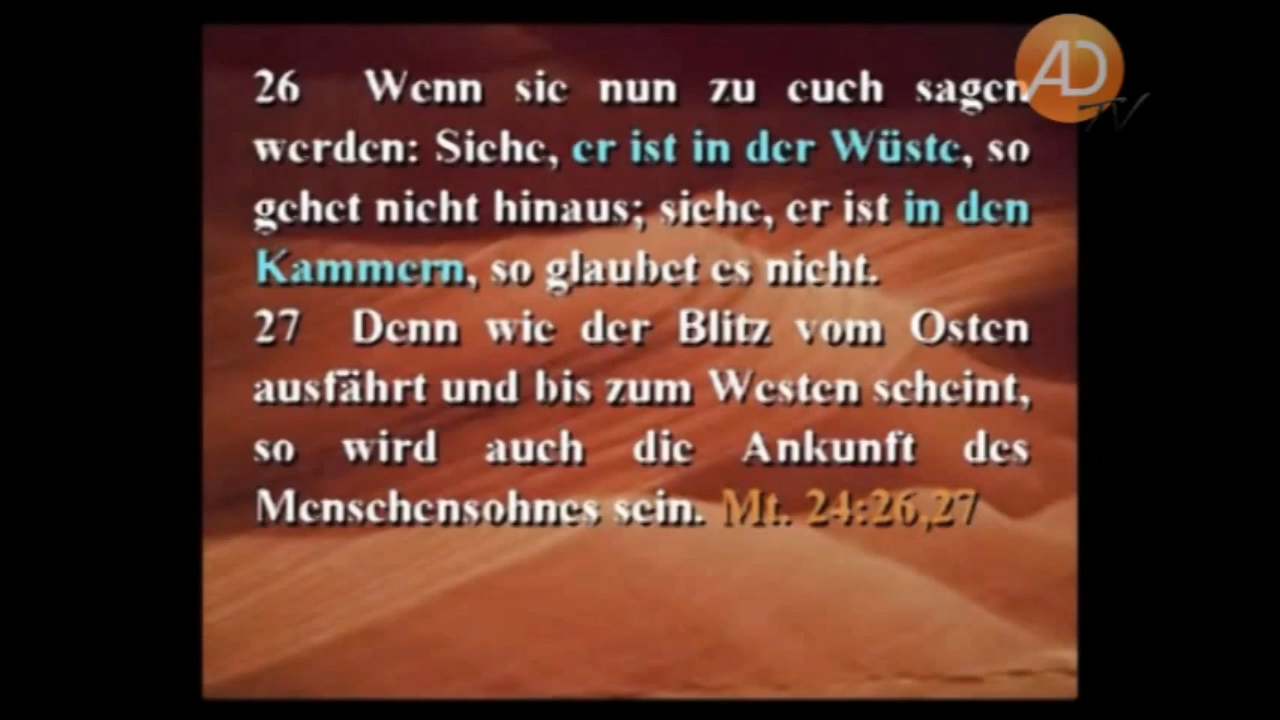 26 Wenn sie nun zu euch sagen
werden: Siehe, er ist in der Wüste, so
gehet nicht hinaus; siehe, er ist in den
Kammern, so glaubet es nicht.
27 Denn wie der Blitz vom Osten
ausfährt und bis zum Westen scheint,
so wird auch die Ankunft des
Menschensohnes sein. Mt. 24:26,27
AD
TV